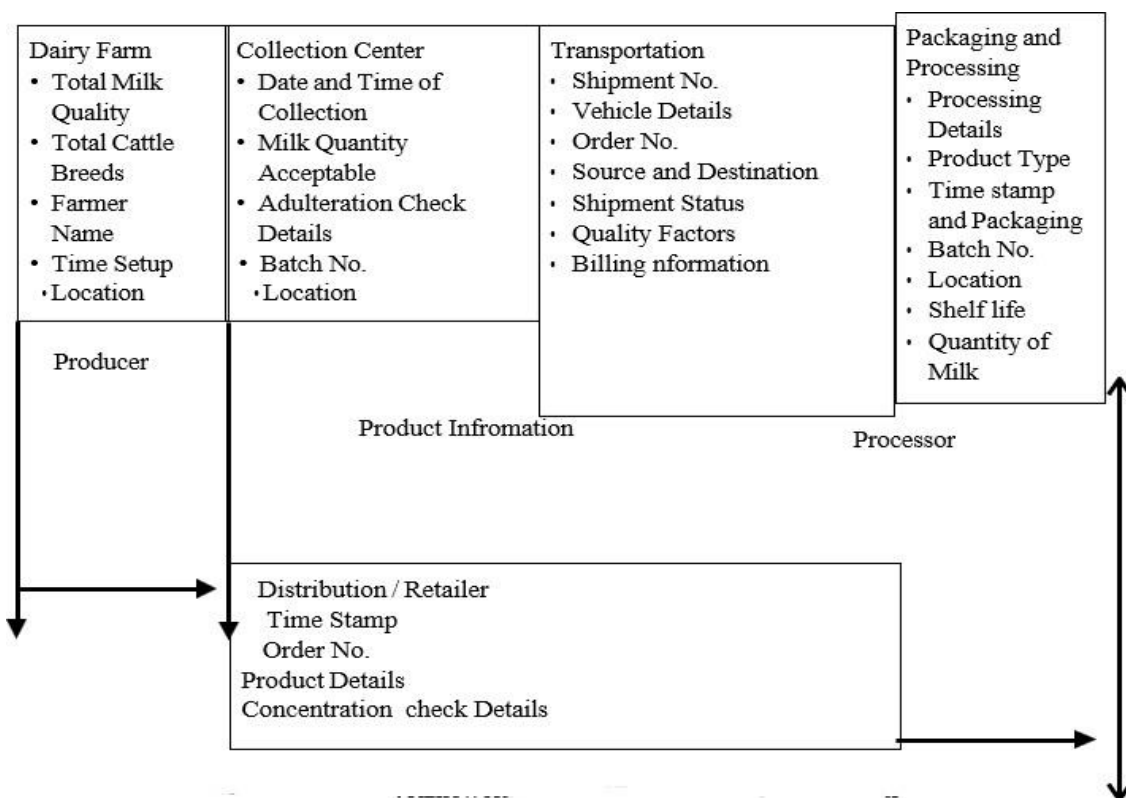 Dairy Farm
• Total Milk
Quality
• Total Cattle
Breeds
• Farmer
Name
• Time Setup
• Location
Collection Center
• Date and Time of
Collection
• Milk Quantity
Acceptable
• Adulteration Check
Details
• Batch No.
• Location
Transportation
• Shipment No.
• Vehicle Details
• Order No.
• Source and Destination
• Shipment Status
• Quality Factors
• Billing nformation
Packaging and
Processing
• Processing
Details
• Product Type
• Time stamp
and Packaging
• Batch No.
• Location
• Shelf life
• Quantity of
Milk
Producer
Product Infromation
Processor
Distribution / Retailer
Time Stamp
Order No.
Product Details
Concentration check Details